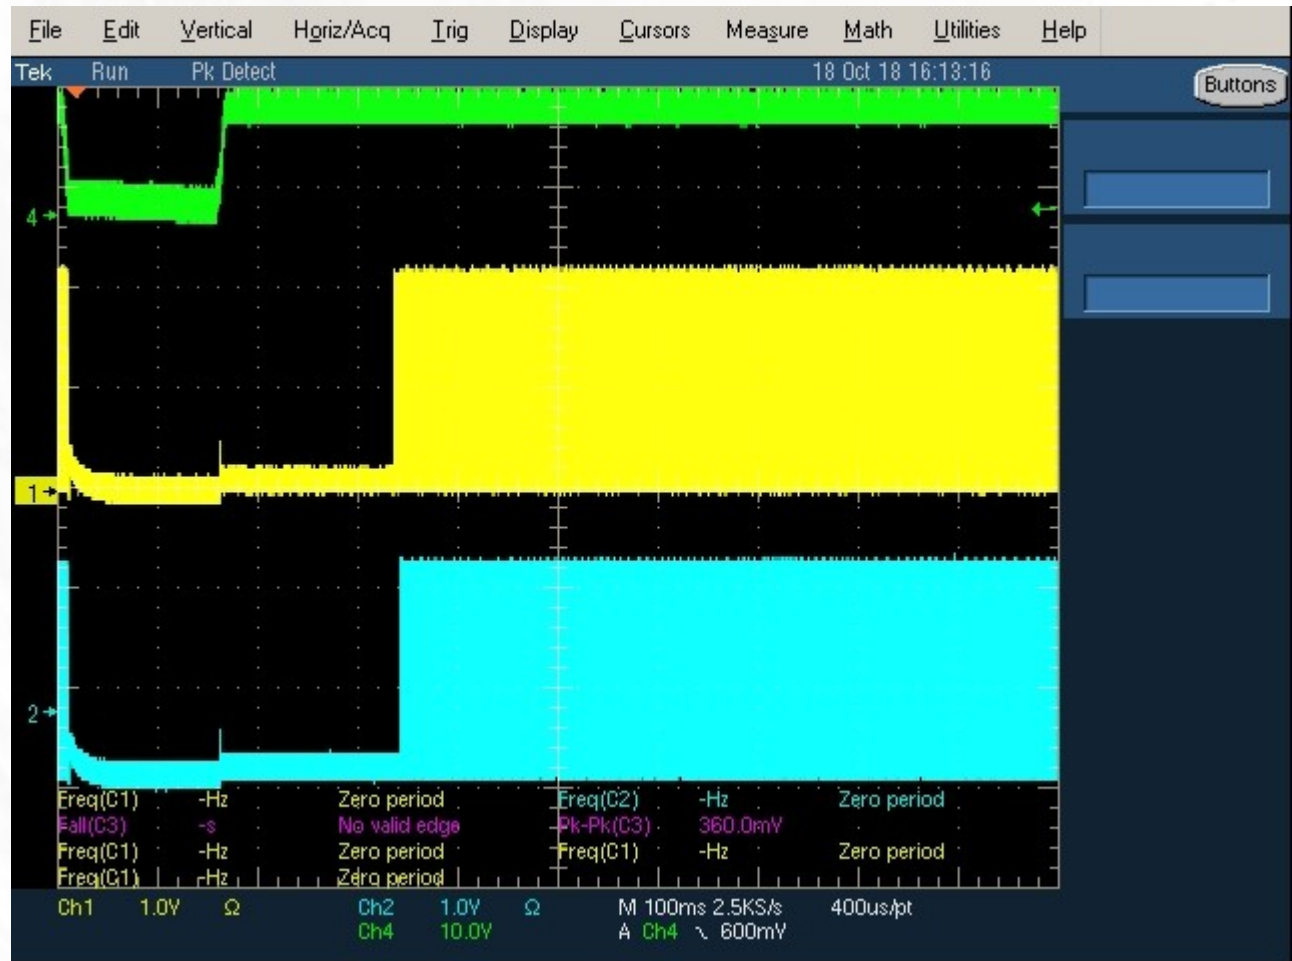 File Edit Vertical Horiz/Acq Trig Display Cursors Measure Math Utilities Help
Tek Run Pk Detect 18 Oct 18 16:13:16
Buttons
4
1
2
Freq(C1) -Hz Zero period Freq(C2) -Hz Zero period
Fall(C3) -s No valid edge Pk-Pk(C3) 360.0mV
Freq(C1) -Hz Zero period Freq(C1) -Hz Zero period
Freq(C1) -Hz Zero period
Ch1 1.0V Ω Ch2 1.0V Ω M 100ms 2.5KS/s 400us/pt
Ch4 10.0V A Ch4 \ 600mV